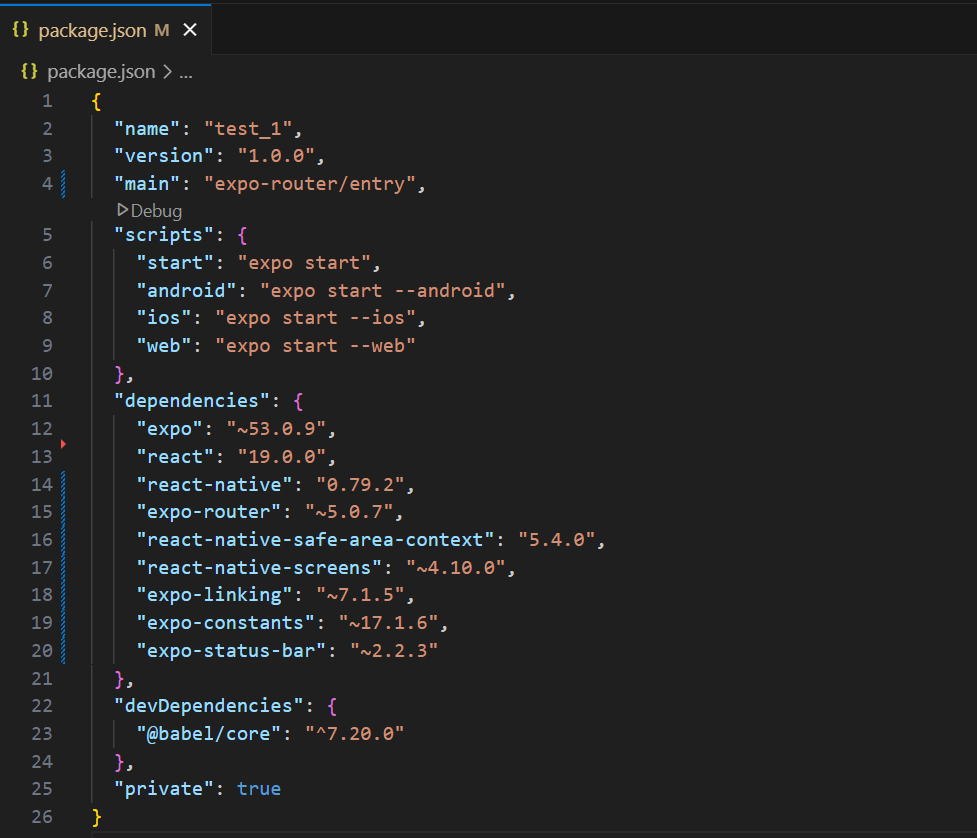 {} package.json M ×
{} package.json > ...
1 {
2 "name": "test_1",
3 "version": "1.0.0",
4 "main": "expo-router/entry",
Debug
5 "scripts": {
6 "start": "expo start",
7 "android": "expo start --android",
8 "ios": "expo start --ios",
9 "web": "expo start --web"
10 },
11 "dependencies": {
12 "expo": "~53.0.9",
13 "react": "19.0.0",
14 "react-native": "0.79.2",
15 "expo-router": "~5.0.7",
16 "react-native-safe-area-context": "5.4.0",
17 "react-native-screens": "~4.10.0",
18 "expo-linking": "~7.1.5",
19 "expo-constants": "~17.1.6",
20 "expo-status-bar": "~2.2.3"
21 },
22 "devDependencies": {
23 "@babel/core": "^7.20.0"
24 },
25 "private": true
26 }